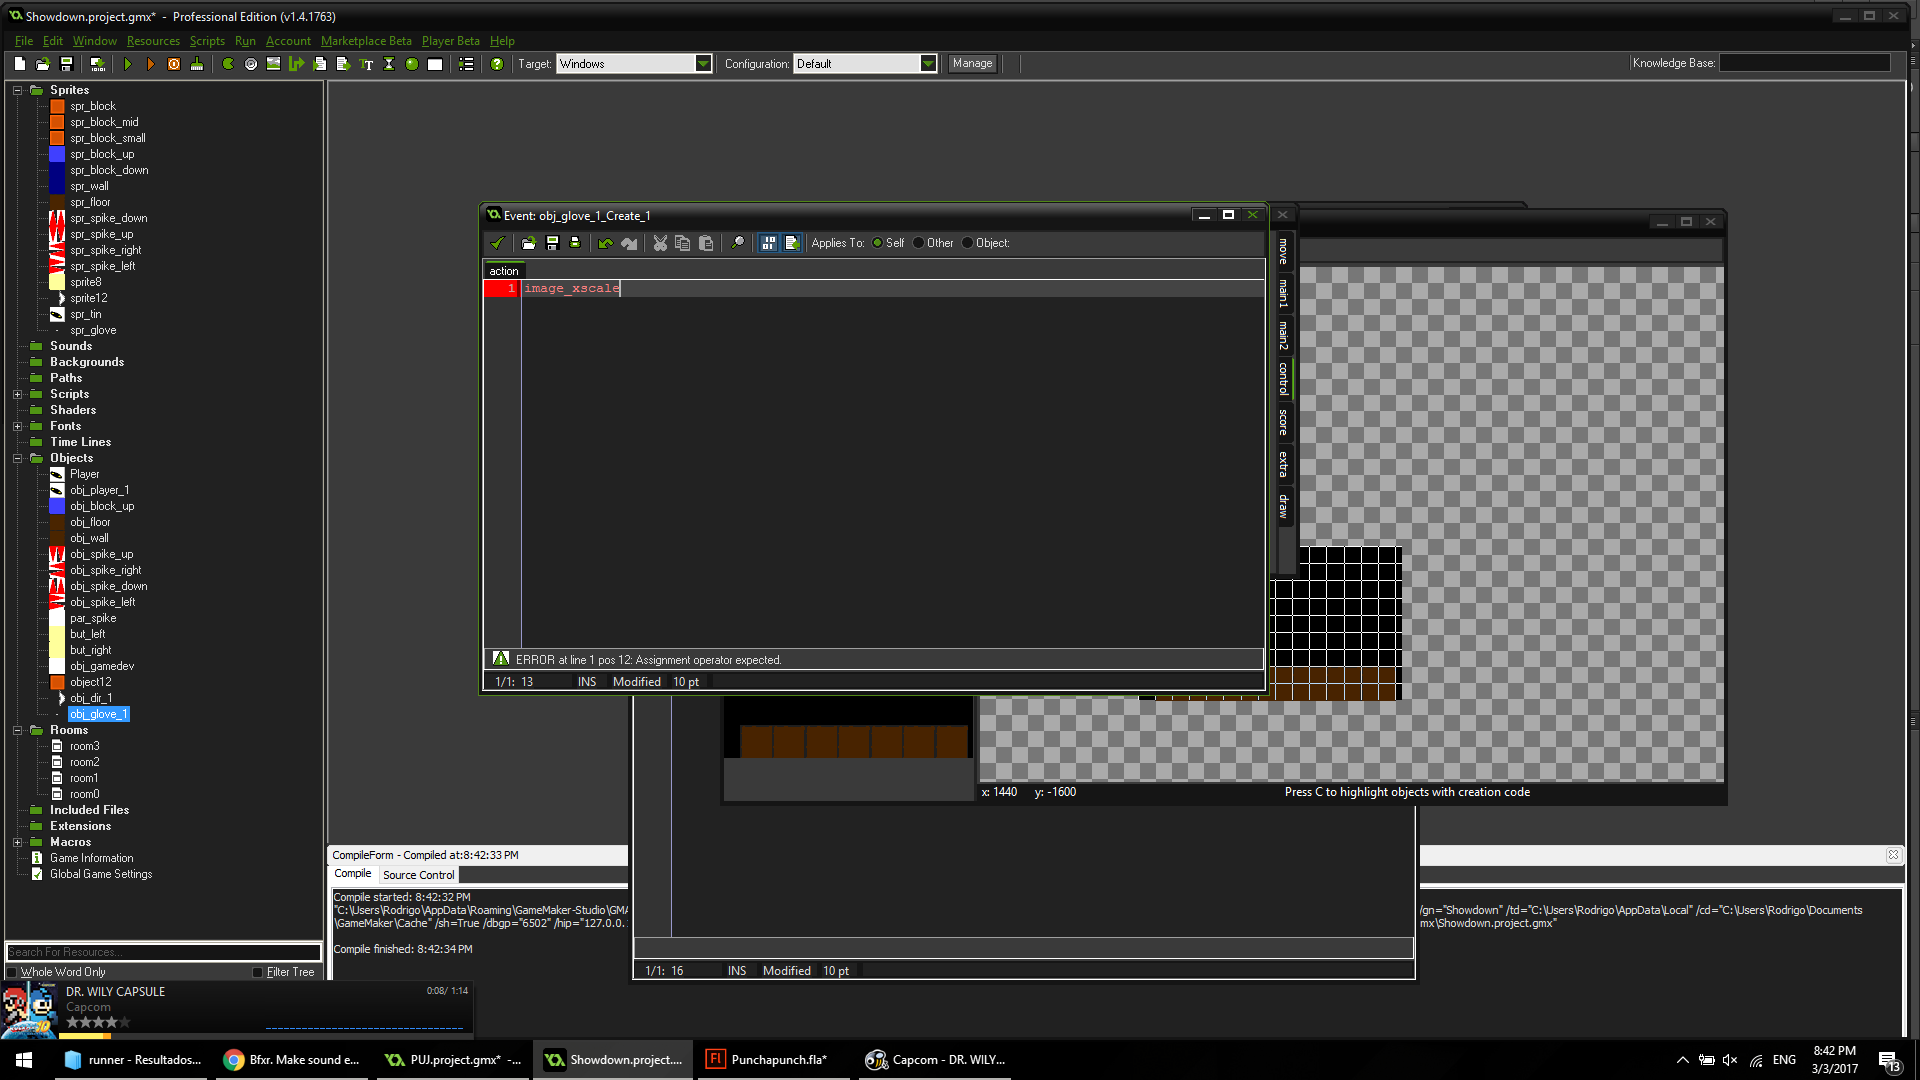 Showdown.project.gmx* - Professional Edition (v1.4.1763)
File Edit Window Resources Scripts Run Account Marketplace Beta Player Beta Help
Target: Windows Configuration: Default Manage Knowledge Base:
Sprites
spr_block
spr_block_mid
spr_block_small
spr_block_up
spr_block_down
spr_wall
spr_floor
spr_spike_down
spr_spike_up
spr_spike_right
spr_spike_left
sprite8
sprite12
spr_tin
spr_glove
Sounds
Backgrounds
Paths
Scripts
Shaders
Fonts
Time Lines
Objects
Player
obj_player_1
obj_block_up
obj_floor
obj_wall
obj_spike_up
obj_spike_right
obj_spike_down
obj_spike_left
par_spike
but_left
but_right
obj_gamedev
object12
obj_dir_1
obj_glove_1
Rooms
room3
room2
room1
room0
Included Files
Extensions
Macros
Game Information
Global Game Settings
Search For Resources...
Whole Word Only Filter Tree
Event: obj_glove_1_Create_1
Applies To: Self Other Object:
action
1 image_xscale
ERROR at line 1 pos 12: Assignment operator expected.
1/1: 13 INS Modified 10 pt
move
main1
main2
control
score
extra
draw
x: 1440 y: -1600 Press C to highlight objects with creation code
1/1: 16 INS Modified 10 pt
CompileForm - Compiled at:8:42:33 PM
Compile Source Control
Compile started: 8:42:32 PM
"C:\Users\Rodrigo\AppData\Roaming\GameMaker-Studio\GMA
/gn="Showdown" /td="C:\Users\Rodrigo\AppData\Local" /cd="C:\Users\Rodrigo\Documents
\GameMaker\Cache" /sh=True /dbgp="6502" /hip="127.0.0.
mx\Showdown.project.gmx"
Compile finished: 8:42:34 PM
DR. WILY CAPSULE 0:08/ 1:14
Capcom
runner - Resultados...
Bfxr. Make sound e...
PUJ.project.gmx* -...
Showdown.project....
Punchapunch.fla*
Capcom - DR. WILY...
ENG
8:42 PM
3/3/2017
13